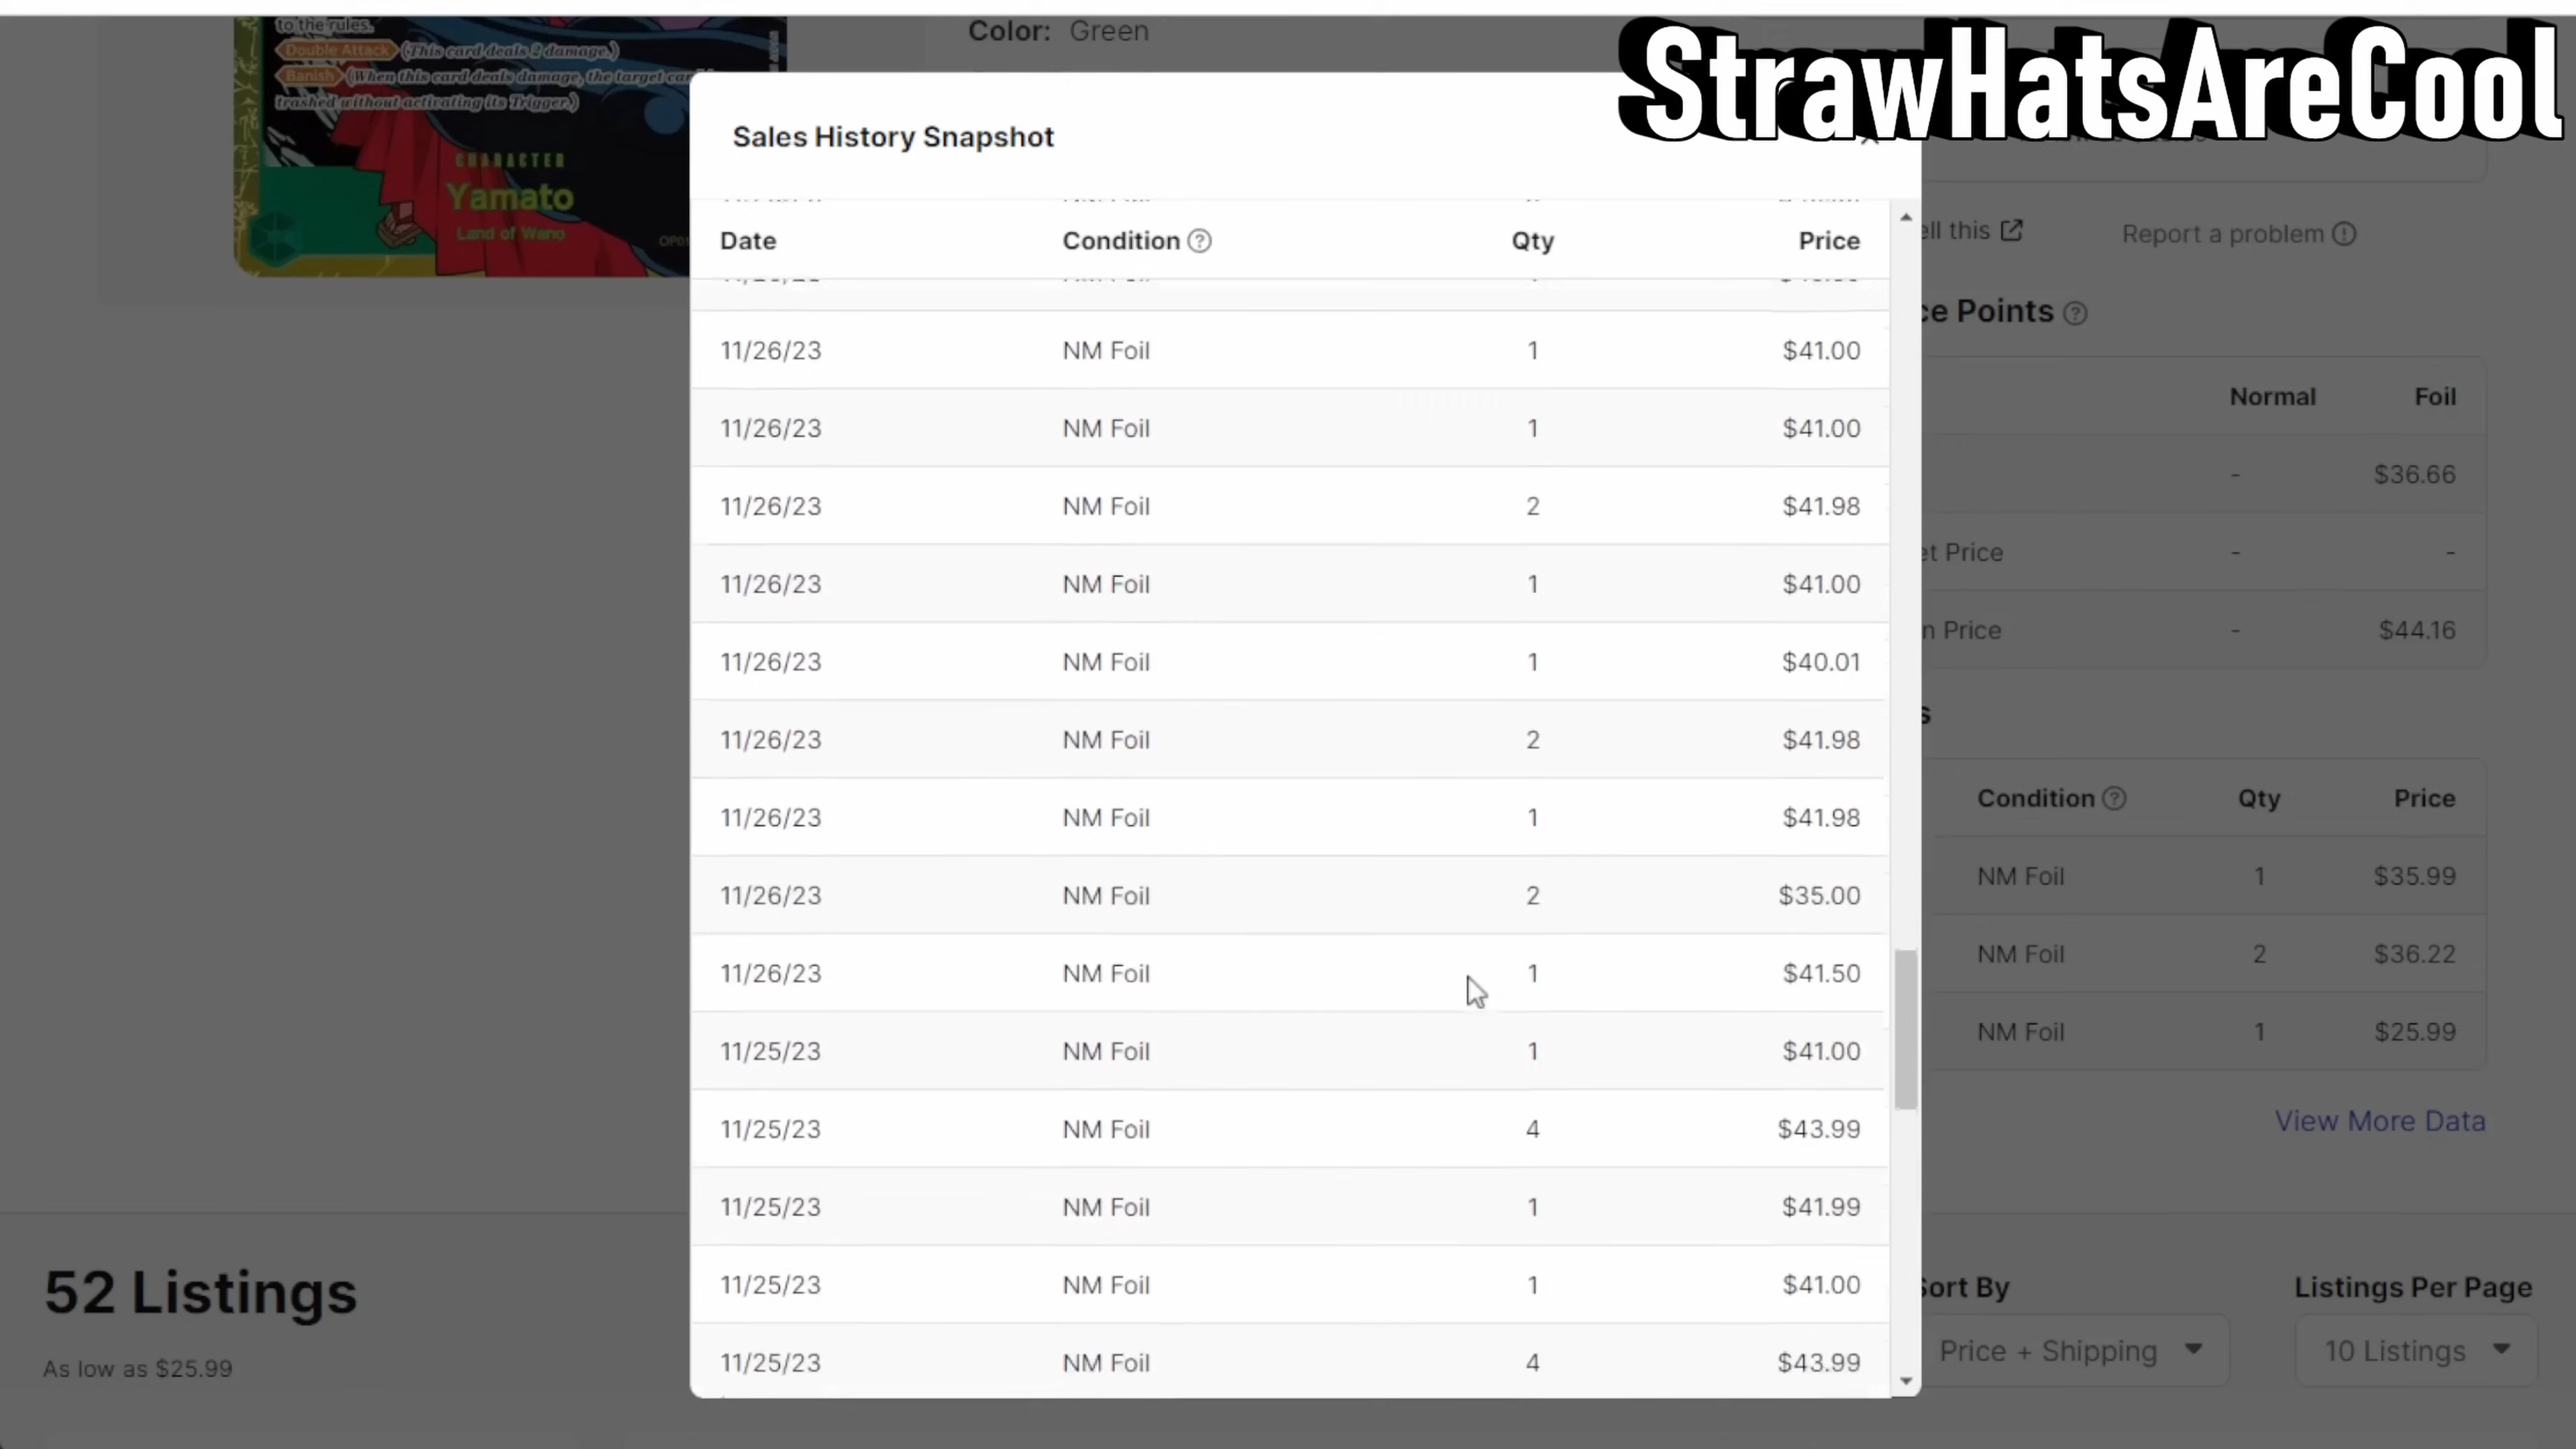 StrawHatsAreCool
to the rules.
Double Attack (This card deals 2 damage.)
Banish (When this card deals damage, the target
trashed without activating its Trigger.)
CHARACTER
Yamato
Land of Wano
OP01
Color: Green
Sales History Snapshot
Date Condition Qty Price
11/26/23 NM Foil 1 $41.00
11/26/23 NM Foil 1 $41.00
11/26/23 NM Foil 2 $41.98
11/26/23 NM Foil 1 $41.00
11/26/23 NM Foil 1 $40.01
11/26/23 NM Foil 2 $41.98
11/26/23 NM Foil 1 $41.98
11/26/23 NM Foil 2 $35.00
11/26/23 NM Foil 1 $41.50
11/25/23 NM Foil 1 $41.00
11/25/23 NM Foil 4 $43.99
11/25/23 NM Foil 1 $41.99
11/25/23 NM Foil 1 $41.00
11/25/23 NM Foil 4 $43.99
ell this
Report a problem
ce Points
Normal Foil
- $36.66
et Price - -
n Price - $44.16
s
Condition Qty Price
NM Foil 1 $35.99
NM Foil 2 $36.22
NM Foil 1 $25.99
View More Data
52 Listings
As low as $25.99
Sort By
Price + Shipping
Listings Per Page
10 Listings